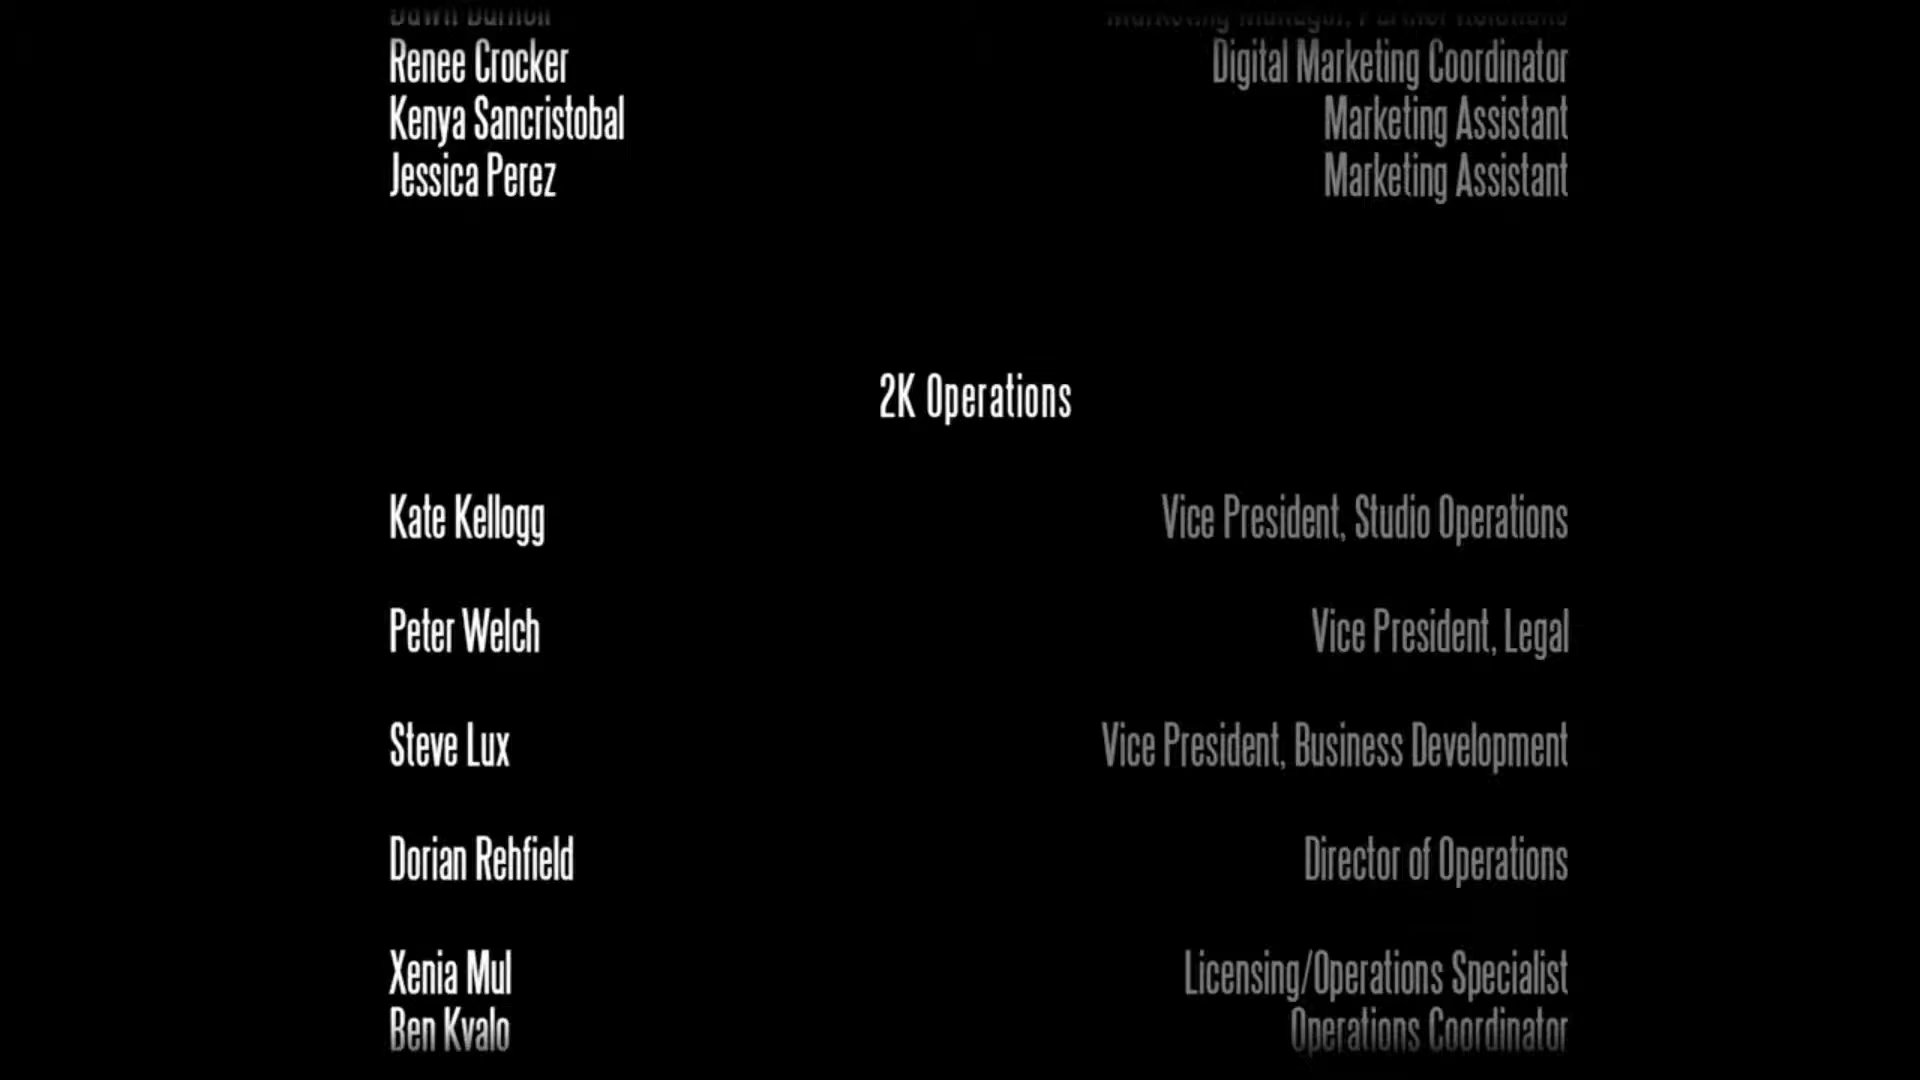 Renee Crocker Digital Marketing Coordinator
Kenya Sancristobal Marketing Assistant
Jessica Perez Marketing Assistant
2K Operations
Kate Kellogg Vice President, Studio Operations
Peter Welch Vice President, Legal
Steve Lux Vice President, Business Development
Dorian Rehfield Director of Operations
Xenia Mul Licensing/Operations Specialist
Ben Kvalo Operations Coordinator